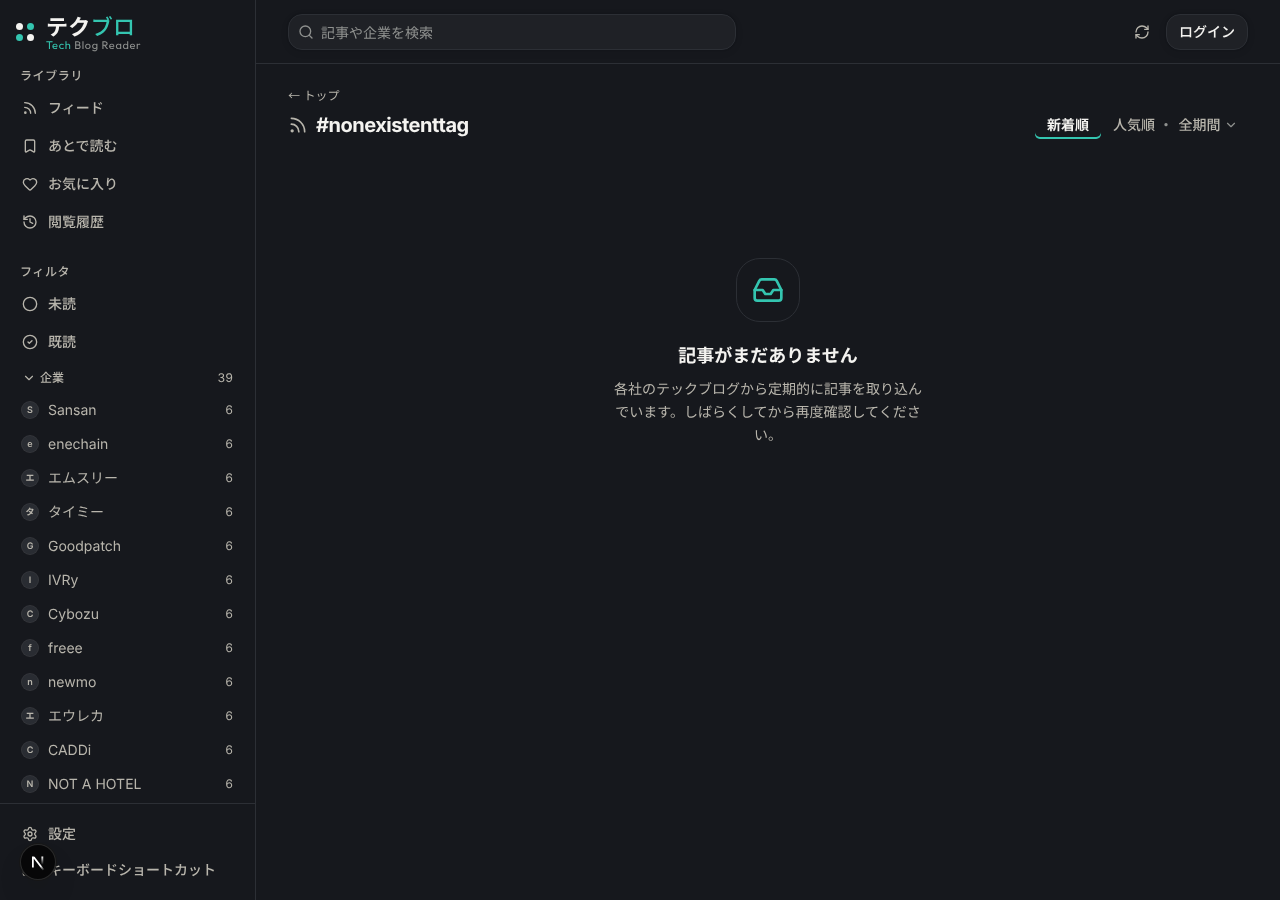 テクブロ
Tech Blog Reader
ライブラリ
フィード
あとで読む
お気に入り
閲覧履歴
フィルタ
未読
既読
企業 39
S Sansan 6
e enechain 6
エ エムスリー 6
タ タイミー 6
G Goodpatch 6
I IVRy 6
C Cybozu 6
f freee 6
n newmo 6
エ エウレカ 6
C CADDi 6
N NOT A HOTEL 6
設定
N
キーボードショートカット
記事や企業を検索
ログイン
← トップ
#nonexistenttag
新着順 人気順 • 全期間
記事がまだありません
各社のテックブログから定期的に記事を取り込ん
でいます。しばらくしてから再度確認してくださ
い。